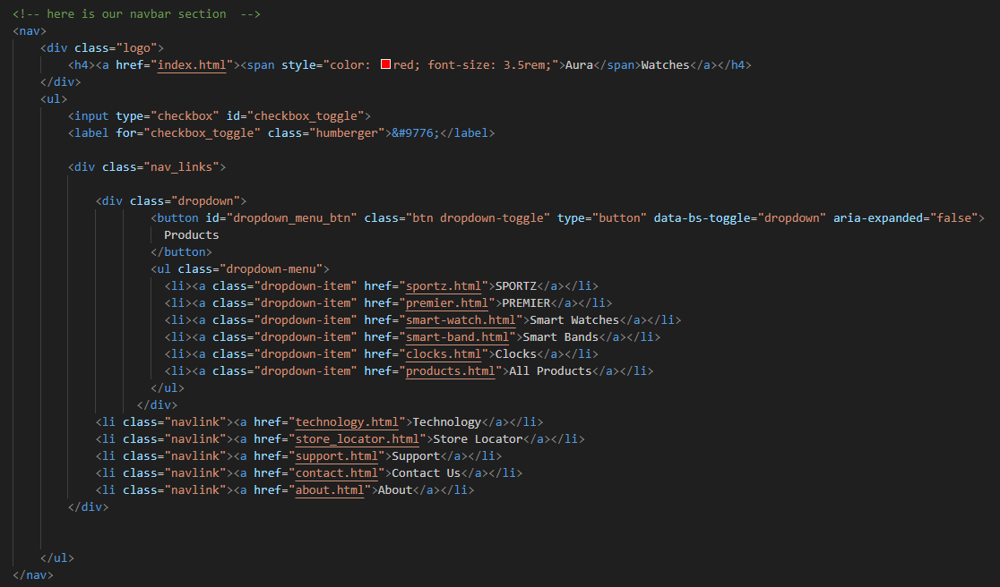 <!-- here is our navbar section  -->
<nav>
    <div class="logo">
        <h4><a href="index.html"><span style="color: red; font-size: 3.5rem;">Aura</span>Watches</a></h4>
    </div>
    <ul>
        <input type="checkbox" id="checkbox_toggle">
        <label for="checkbox_toggle" class="humberger">&#9776;</label>
        <div class="nav_links">
            <div class="dropdown">
                    <button id="dropdown_menu_btn" class="btn dropdown-toggle" type="button" data-bs-toggle="dropdown" aria-expanded="false">
                      Products
                    </button>
                    <ul class="dropdown-menu">
                      <li><a class="dropdown-item" href="sportz.html">SPORTZ</a></li>
                      <li><a class="dropdown-item" href="premier.html">PREMIER</a></li>
                      <li><a class="dropdown-item" href="smart-watch.html">Smart Watches</a></li>
                      <li><a class="dropdown-item" href="smart-band.html">Smart Bands</a></li>
                      <li><a class="dropdown-item" href="clocks.html">Clocks</a></li>
                      <li><a class="dropdown-item" href="products.html">All Products</a></li>
                    </ul>
                  </div>
            <li class="navlink"><a href="technology.html">Technology</a></li>
            <li class="navlink"><a href="store_locator.html">Store Locator</a></li>
            <li class="navlink"><a href="support.html">Support</a></li>
            <li class="navlink"><a href="contact.html">Contact Us</a></li>
            <li class="navlink"><a href="about.html">About</a></li>
        </div>
    </ul>
</nav>